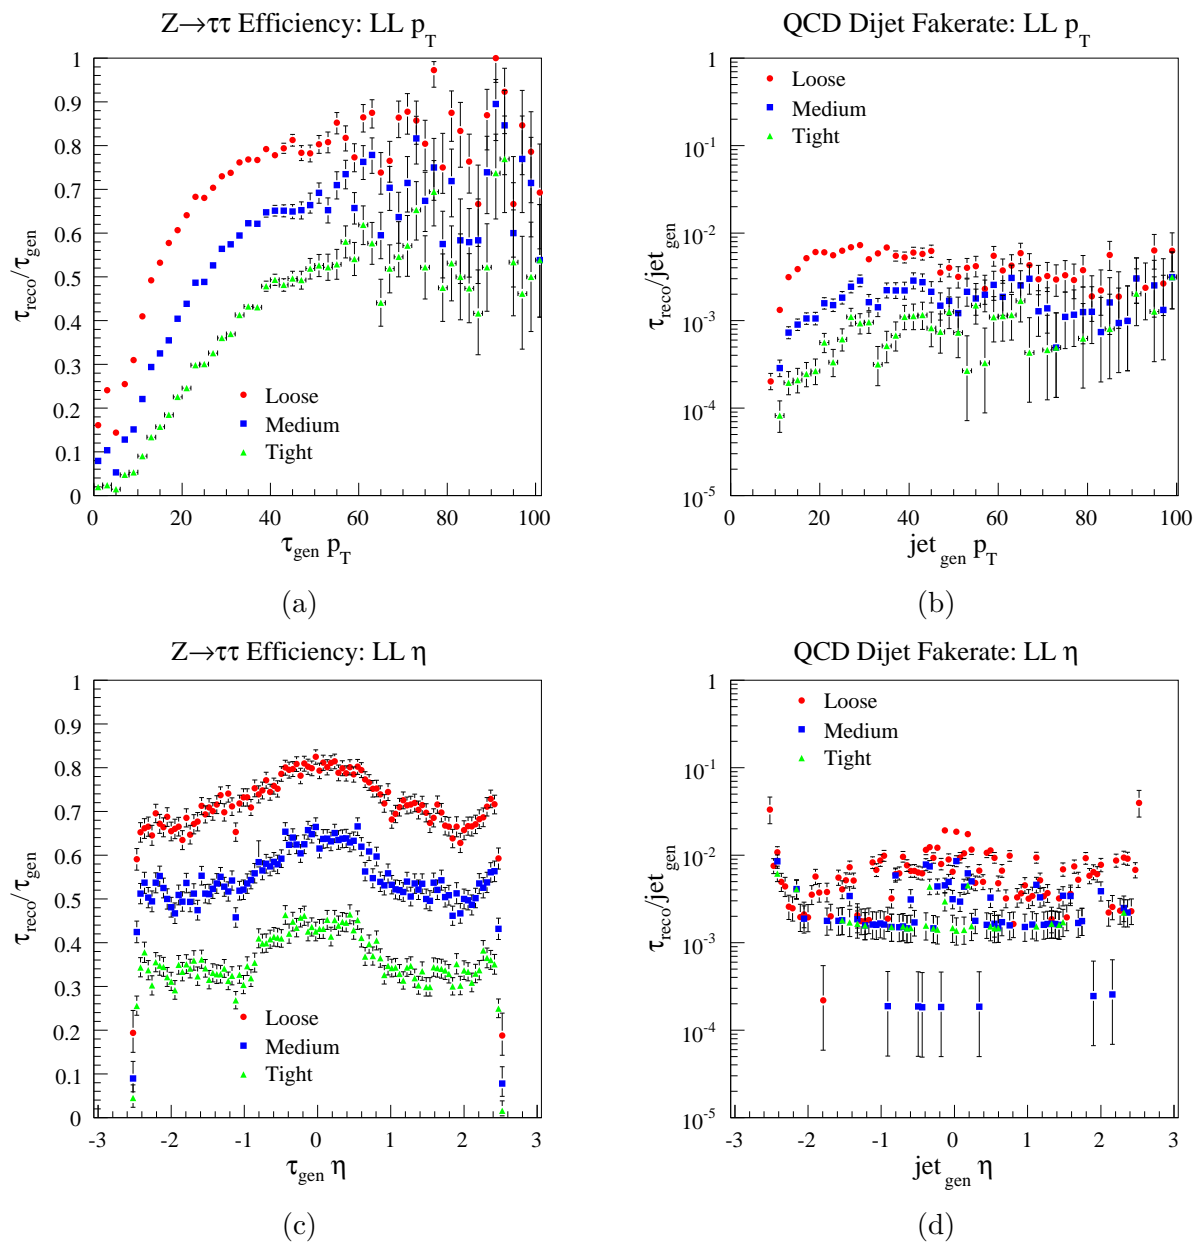 Z→ττ Efficiency: LL p_T
1
0.9
0.8
0.7
0.6
0.5
0.4
0.3
0.2
0.1
0
τ_reco/τ_gen
Loose
Medium
Tight
0 20 40 60 80 100
τ_gen p_T
(a)
QCD Dijet Fakerate: LL p_T
1
10^-1
10^-2
10^-3
10^-4
10^-5
τ_reco/jet_gen
Loose
Medium
Tight
0 20 40 60 80 100
jet_gen p_T
(b)
Z→ττ Efficiency: LL η
1
0.9
0.8
0.7
0.6
0.5
0.4
0.3
0.2
0.1
0
τ_reco/τ_gen
Loose
Medium
Tight
-3 -2 -1 0 1 2 3
τ_gen η
(c)
QCD Dijet Fakerate: LL η
1
10^-1
10^-2
10^-3
10^-4
10^-5
τ_reco/jet_gen
Loose
Medium
Tight
-3 -2 -1 0 1 2 3
jet_gen η
(d)